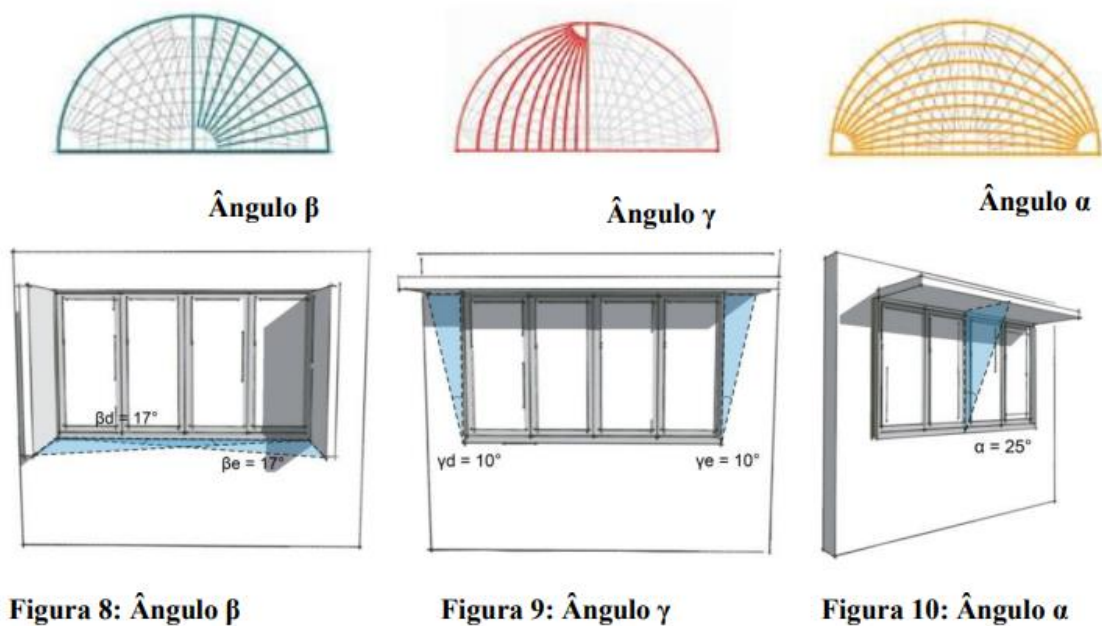 Ângulo β
Ângulo γ
Ângulo α
βd = 17°
βe = 17°
γd = 10°
γe = 10°
α = 25°
Figura 8: Ângulo β
Figura 9: Ângulo γ
Figura 10: Ângulo α